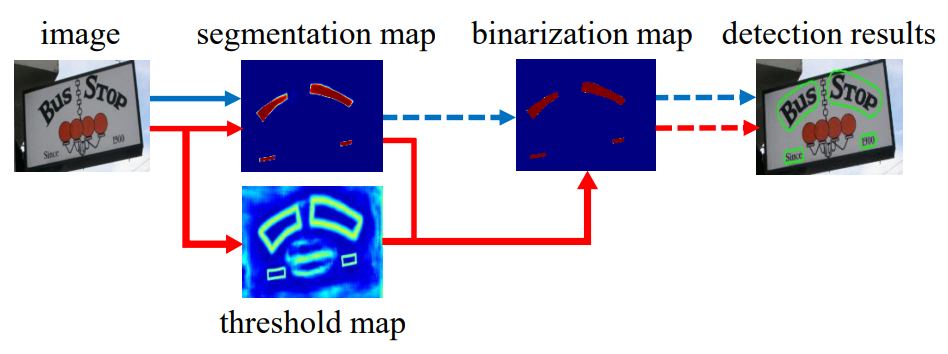 image
segmentation map
binarization map
detection results
BUS STOP
Since
1900
BUS STOP
Since
1900
threshold map